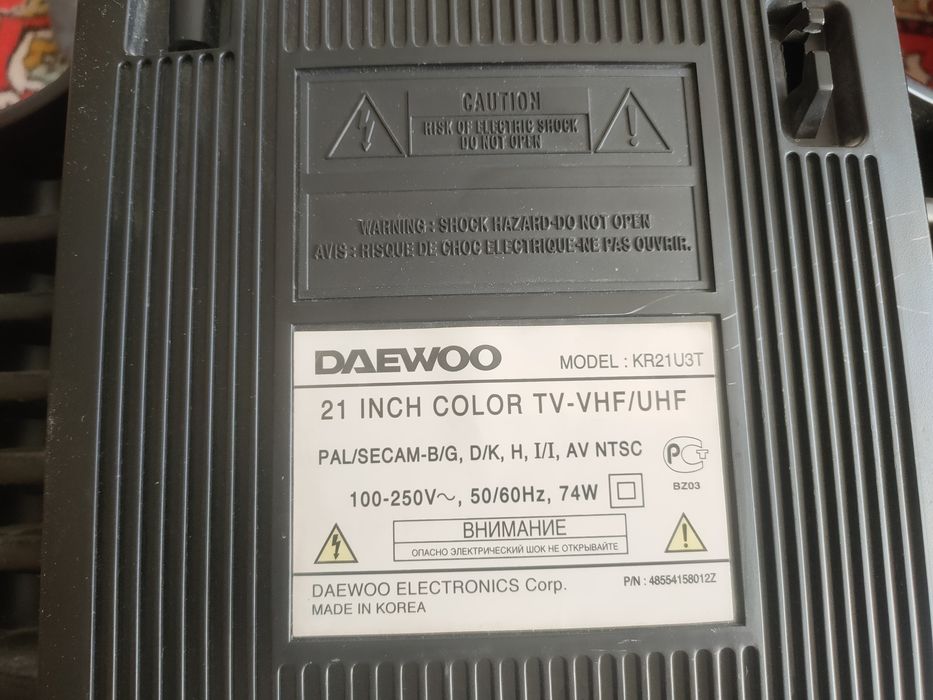 CAUTION
RISK OF ELECTRIC SHOCK
DO NOT OPEN
WARNING : SHOCK HAZARD-DO NOT OPEN
AVIS : RISQUE DE CHOC ELECTRIQUE-NE PAS OUVRIR.
DAEWOO MODEL : KR21U3T
21 INCH COLOR TV-VHF/UHF
PAL/SECAM-B/G, D/K, H, I/I, AV NTSC
PCT
BZ03
100-250V～, 50/60Hz, 74W
ВНИМАНИЕ
ОПАСНО ЭЛЕКТРИЧЕСКИЙ ШОК НЕ ОТКРЫВАЙТЕ
DAEWOO ELECTRONICS Corp. P/N : 48554158012Z
MADE IN KOREA